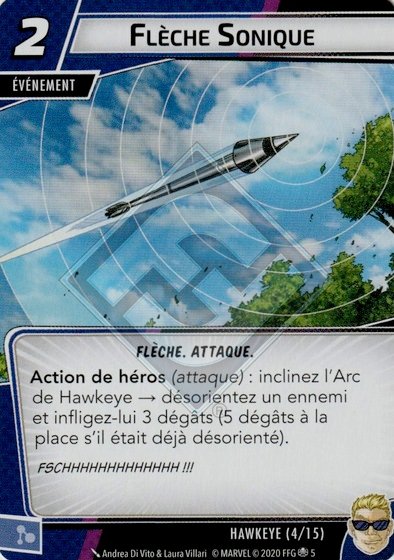 2
FLÈCHE SONIQUE
ÉVÉNEMENT
FLÈCHE. ATTAQUE.
Action de héros (attaque) : inclinez l'Arc
de Hawkeye → désorientez un ennemi
et infligez-lui 3 dégâts (5 dégâts à la
place s'il était déjà désorienté).
FSCHHHHHHHHHHHHH !!!
HAWKEYE (4/15)
Andrea Di Vito & Laura Villari © MARVEL © 2020 FFG 5